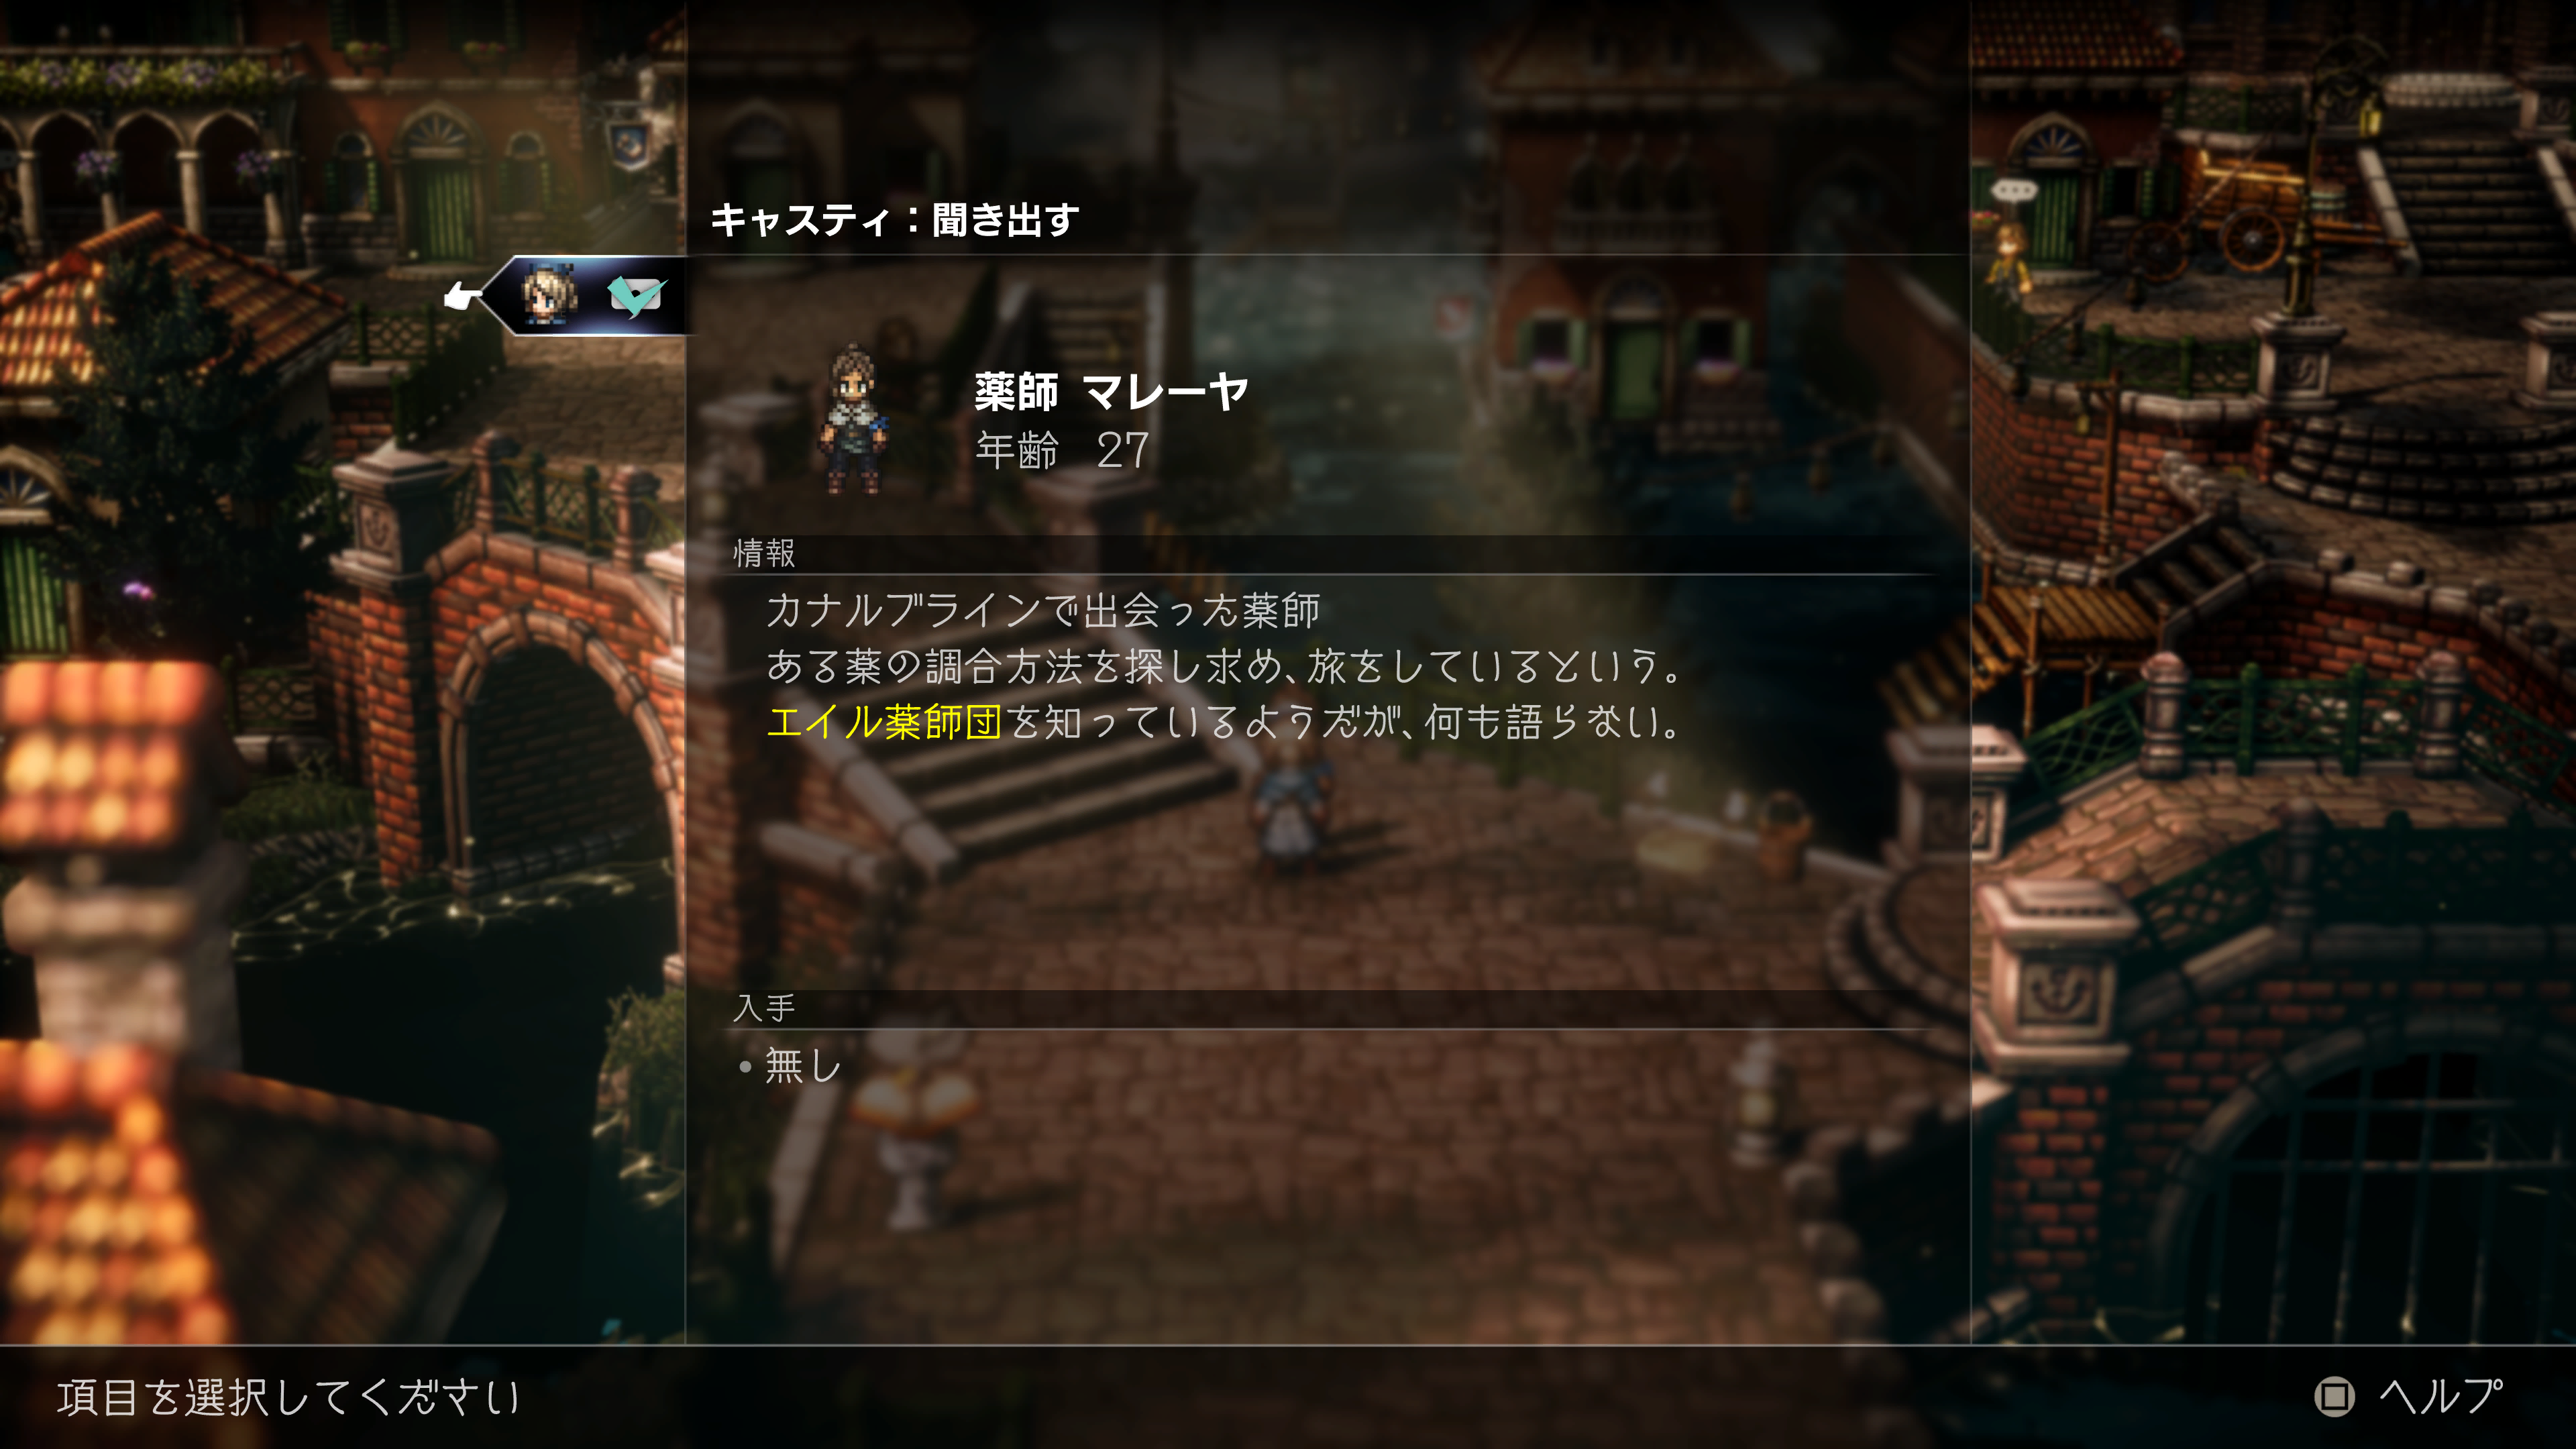 キャスティ：聞き出す
薬師 マレーヤ
年齢 27
情報
カナルブラインで出会った薬師
ある薬の調合方法を探し求め、旅をしているという。
エイル薬師団を知っているようだが、何も語らない。
入手
・無し
項目を選択してください
ヘルプ